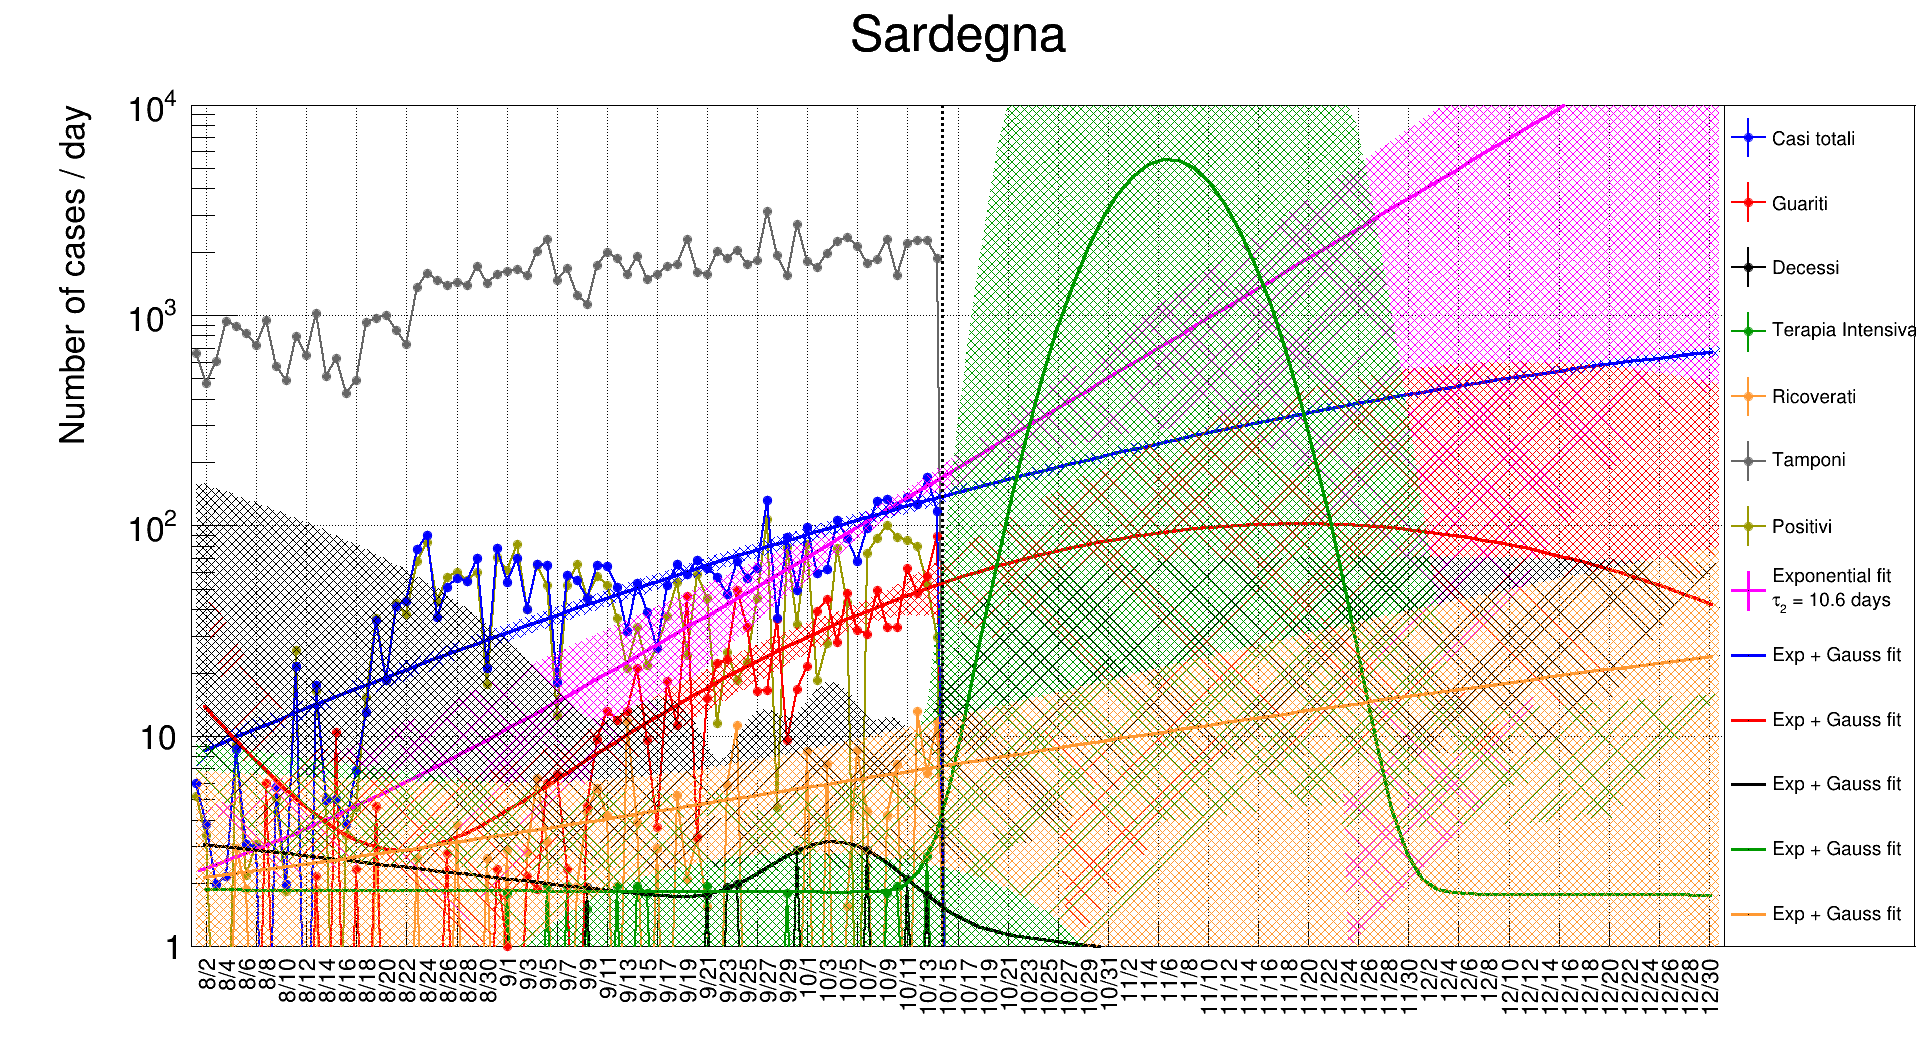 Sardegna
Number of cases / day
10^4
10^3
10^2
10
1
8/2 8/4 8/6 8/8 8/10 8/12 8/14 8/16 8/18 8/20 8/22 8/24 8/26 8/28 8/30 9/1 9/3 9/5 9/7 9/9 9/11 9/13 9/15 9/17 9/19 9/21 9/23 9/25 9/27 9/29 10/1 10/3 10/5 10/7 10/9 10/11 10/13 10/15 10/17 10/19 10/21 10/23 10/25 10/27 10/29 10/31 11/2 11/4 11/6 11/8 11/10 11/12 11/14 11/16 11/18 11/20 11/22 11/24 11/26 11/28 11/30 12/2 12/4 12/6 12/8 12/10 12/12 12/14 12/16 12/18 12/20 12/22 12/24 12/26 12/28 12/30
Casi totali
Guariti
Decessi
Terapia Intensiva
Ricoverati
Tamponi
Positivi
Exponential fit
τ₂ = 10.6 days
Exp + Gauss fit
Exp + Gauss fit
Exp + Gauss fit
Exp + Gauss fit
Exp + Gauss fit